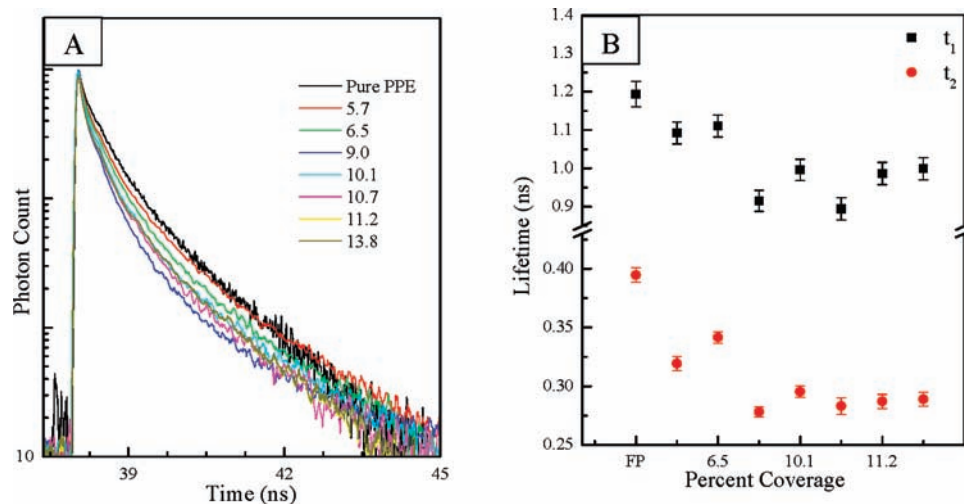 A
Pure PPE
5.7
6.5
9.0
10.1
10.7
11.2
13.8
Photon Count
10
39
42
45
Time (ns)
B
t1
t2
1.4
1.3
1.2
1.1
1.0
0.9
0.40
0.35
0.30
0.25
Lifetime (ns)
FP
6.5
10.1
11.2
Percent Coverage